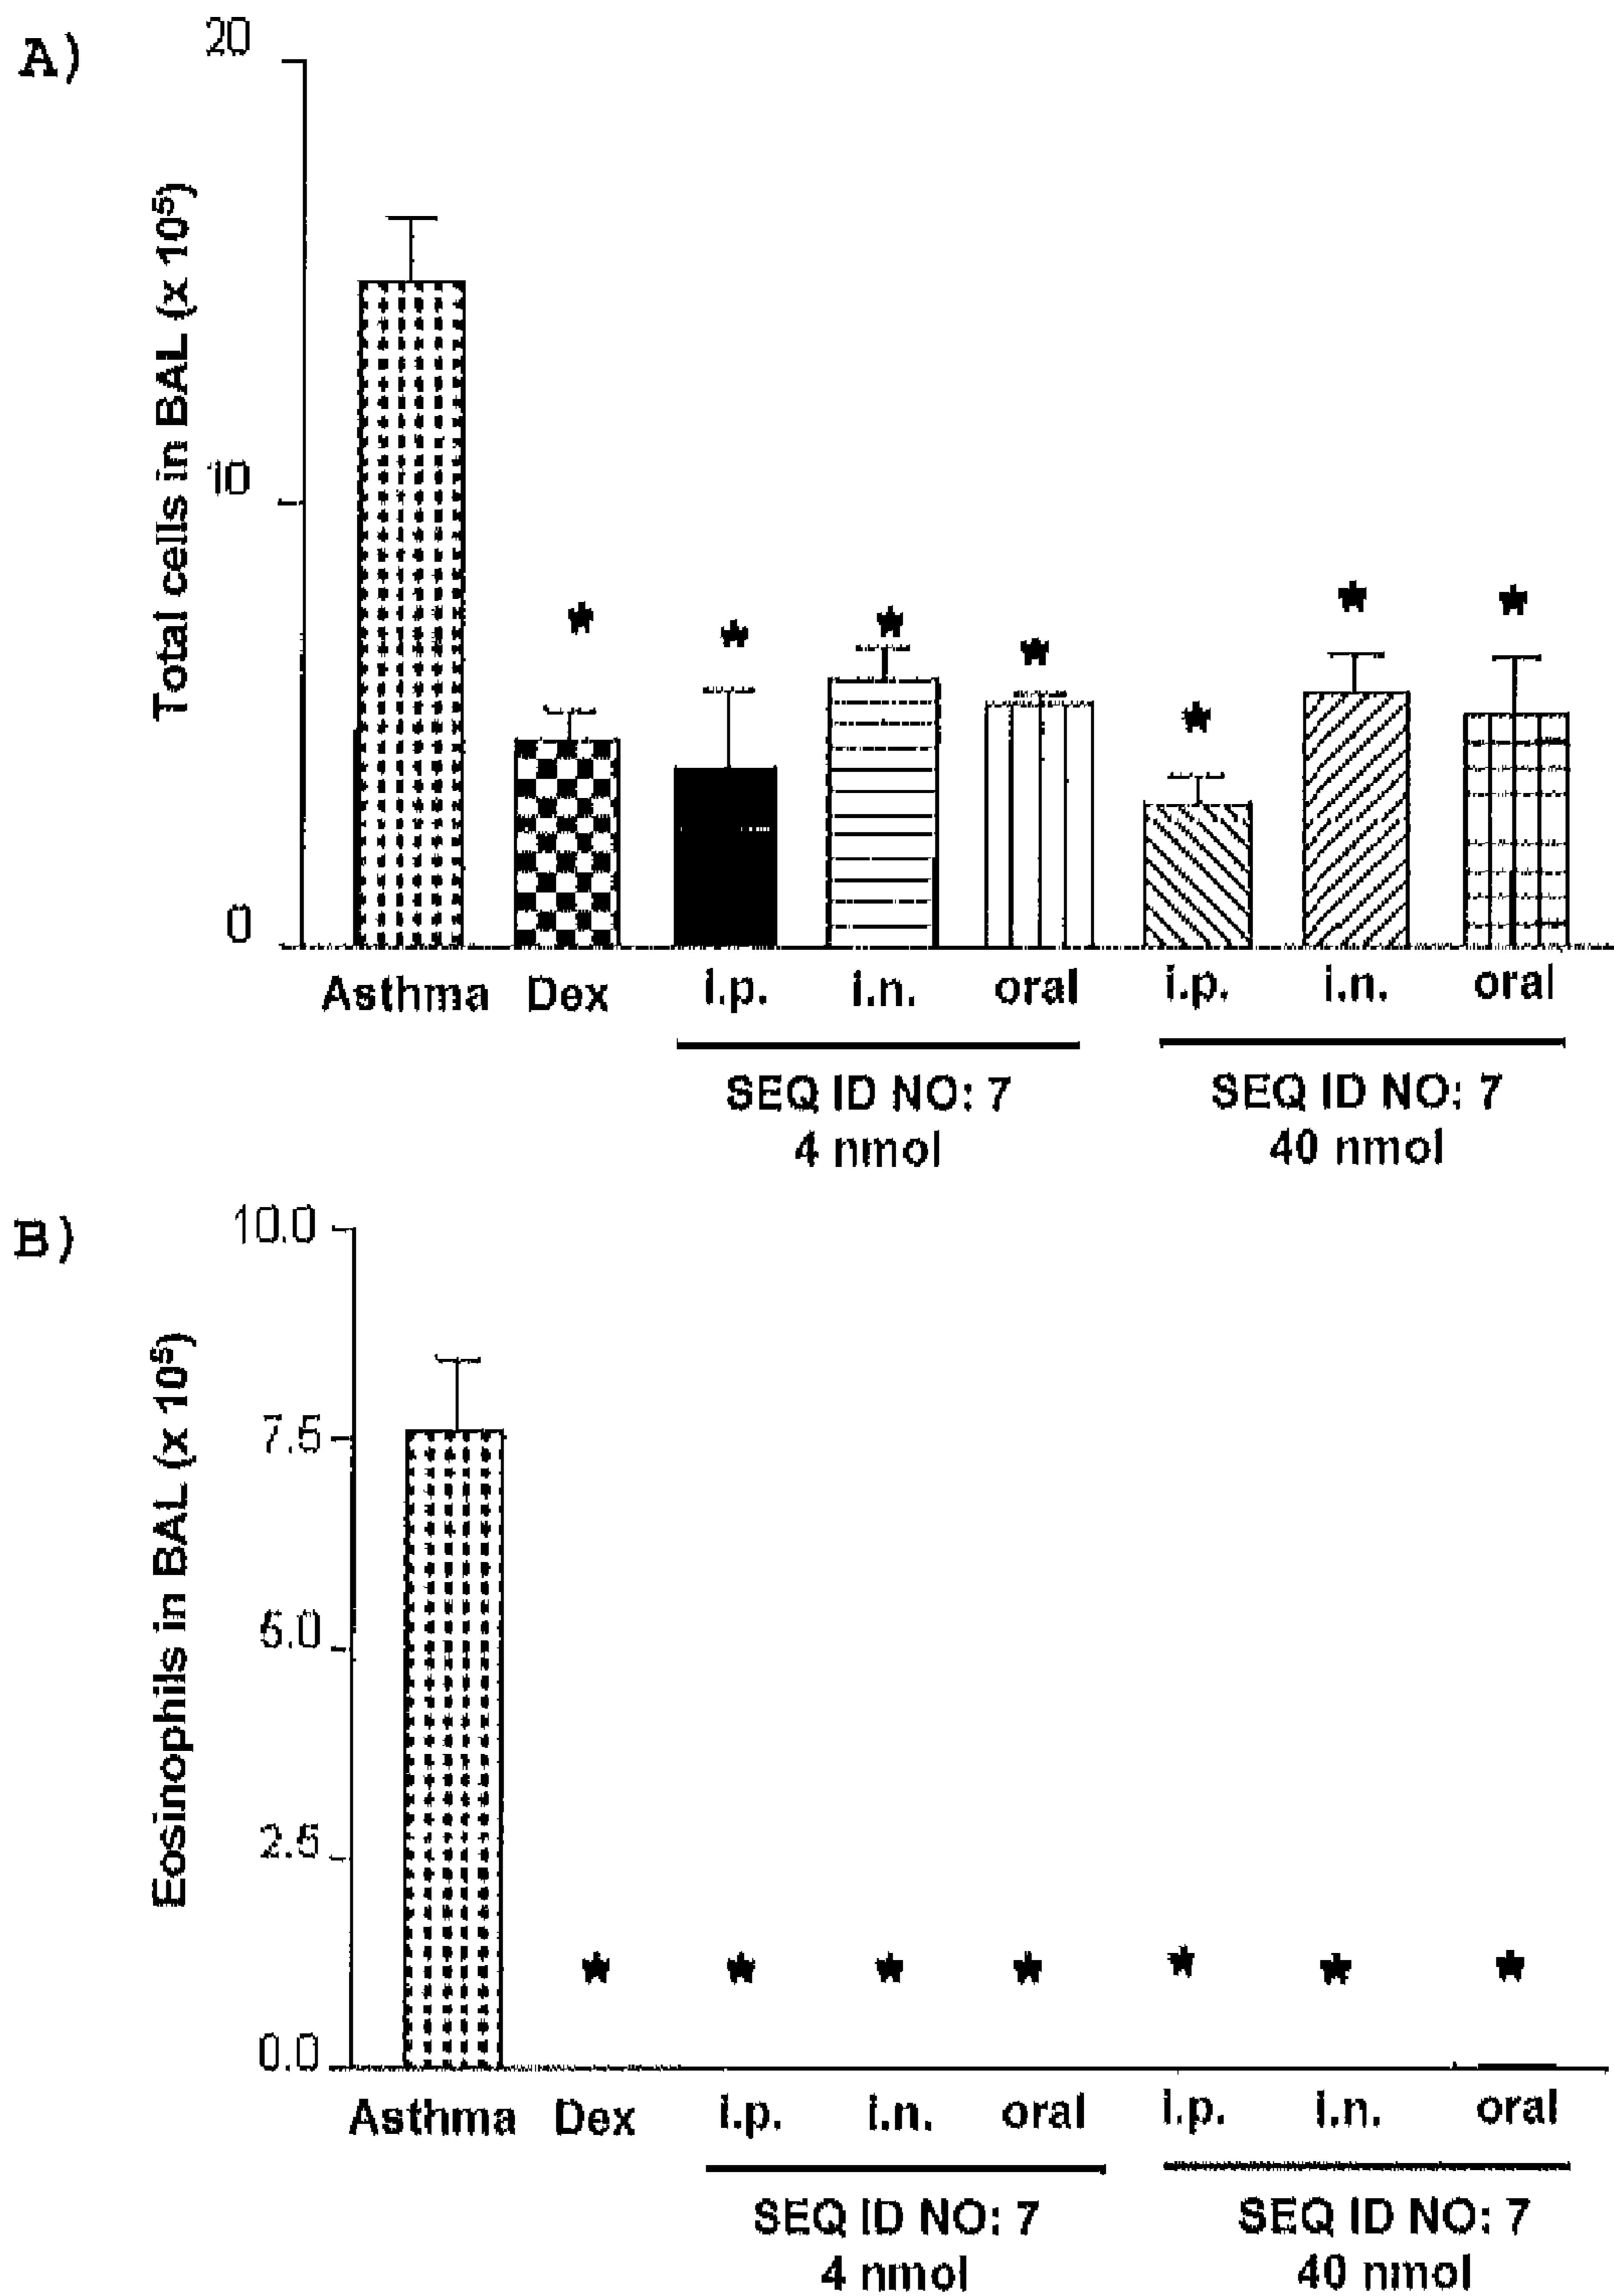 A)
Total cells in BAL (x 10⁵)
20
10
0
Asthma Dex i.p. i.n. oral i.p. i.n. oral
SEQ ID NO: 7 SEQ ID NO: 7
4 nmol 40 nmol
B)
Eosinophils in BAL (x 10⁵)
10.0
7.5
5.0
2.5
0.0
Asthma Dex i.p. i.n. oral i.p. i.n. oral
SEQ ID NO: 7 SEQ ID NO: 7
4 nmol 40 nmol